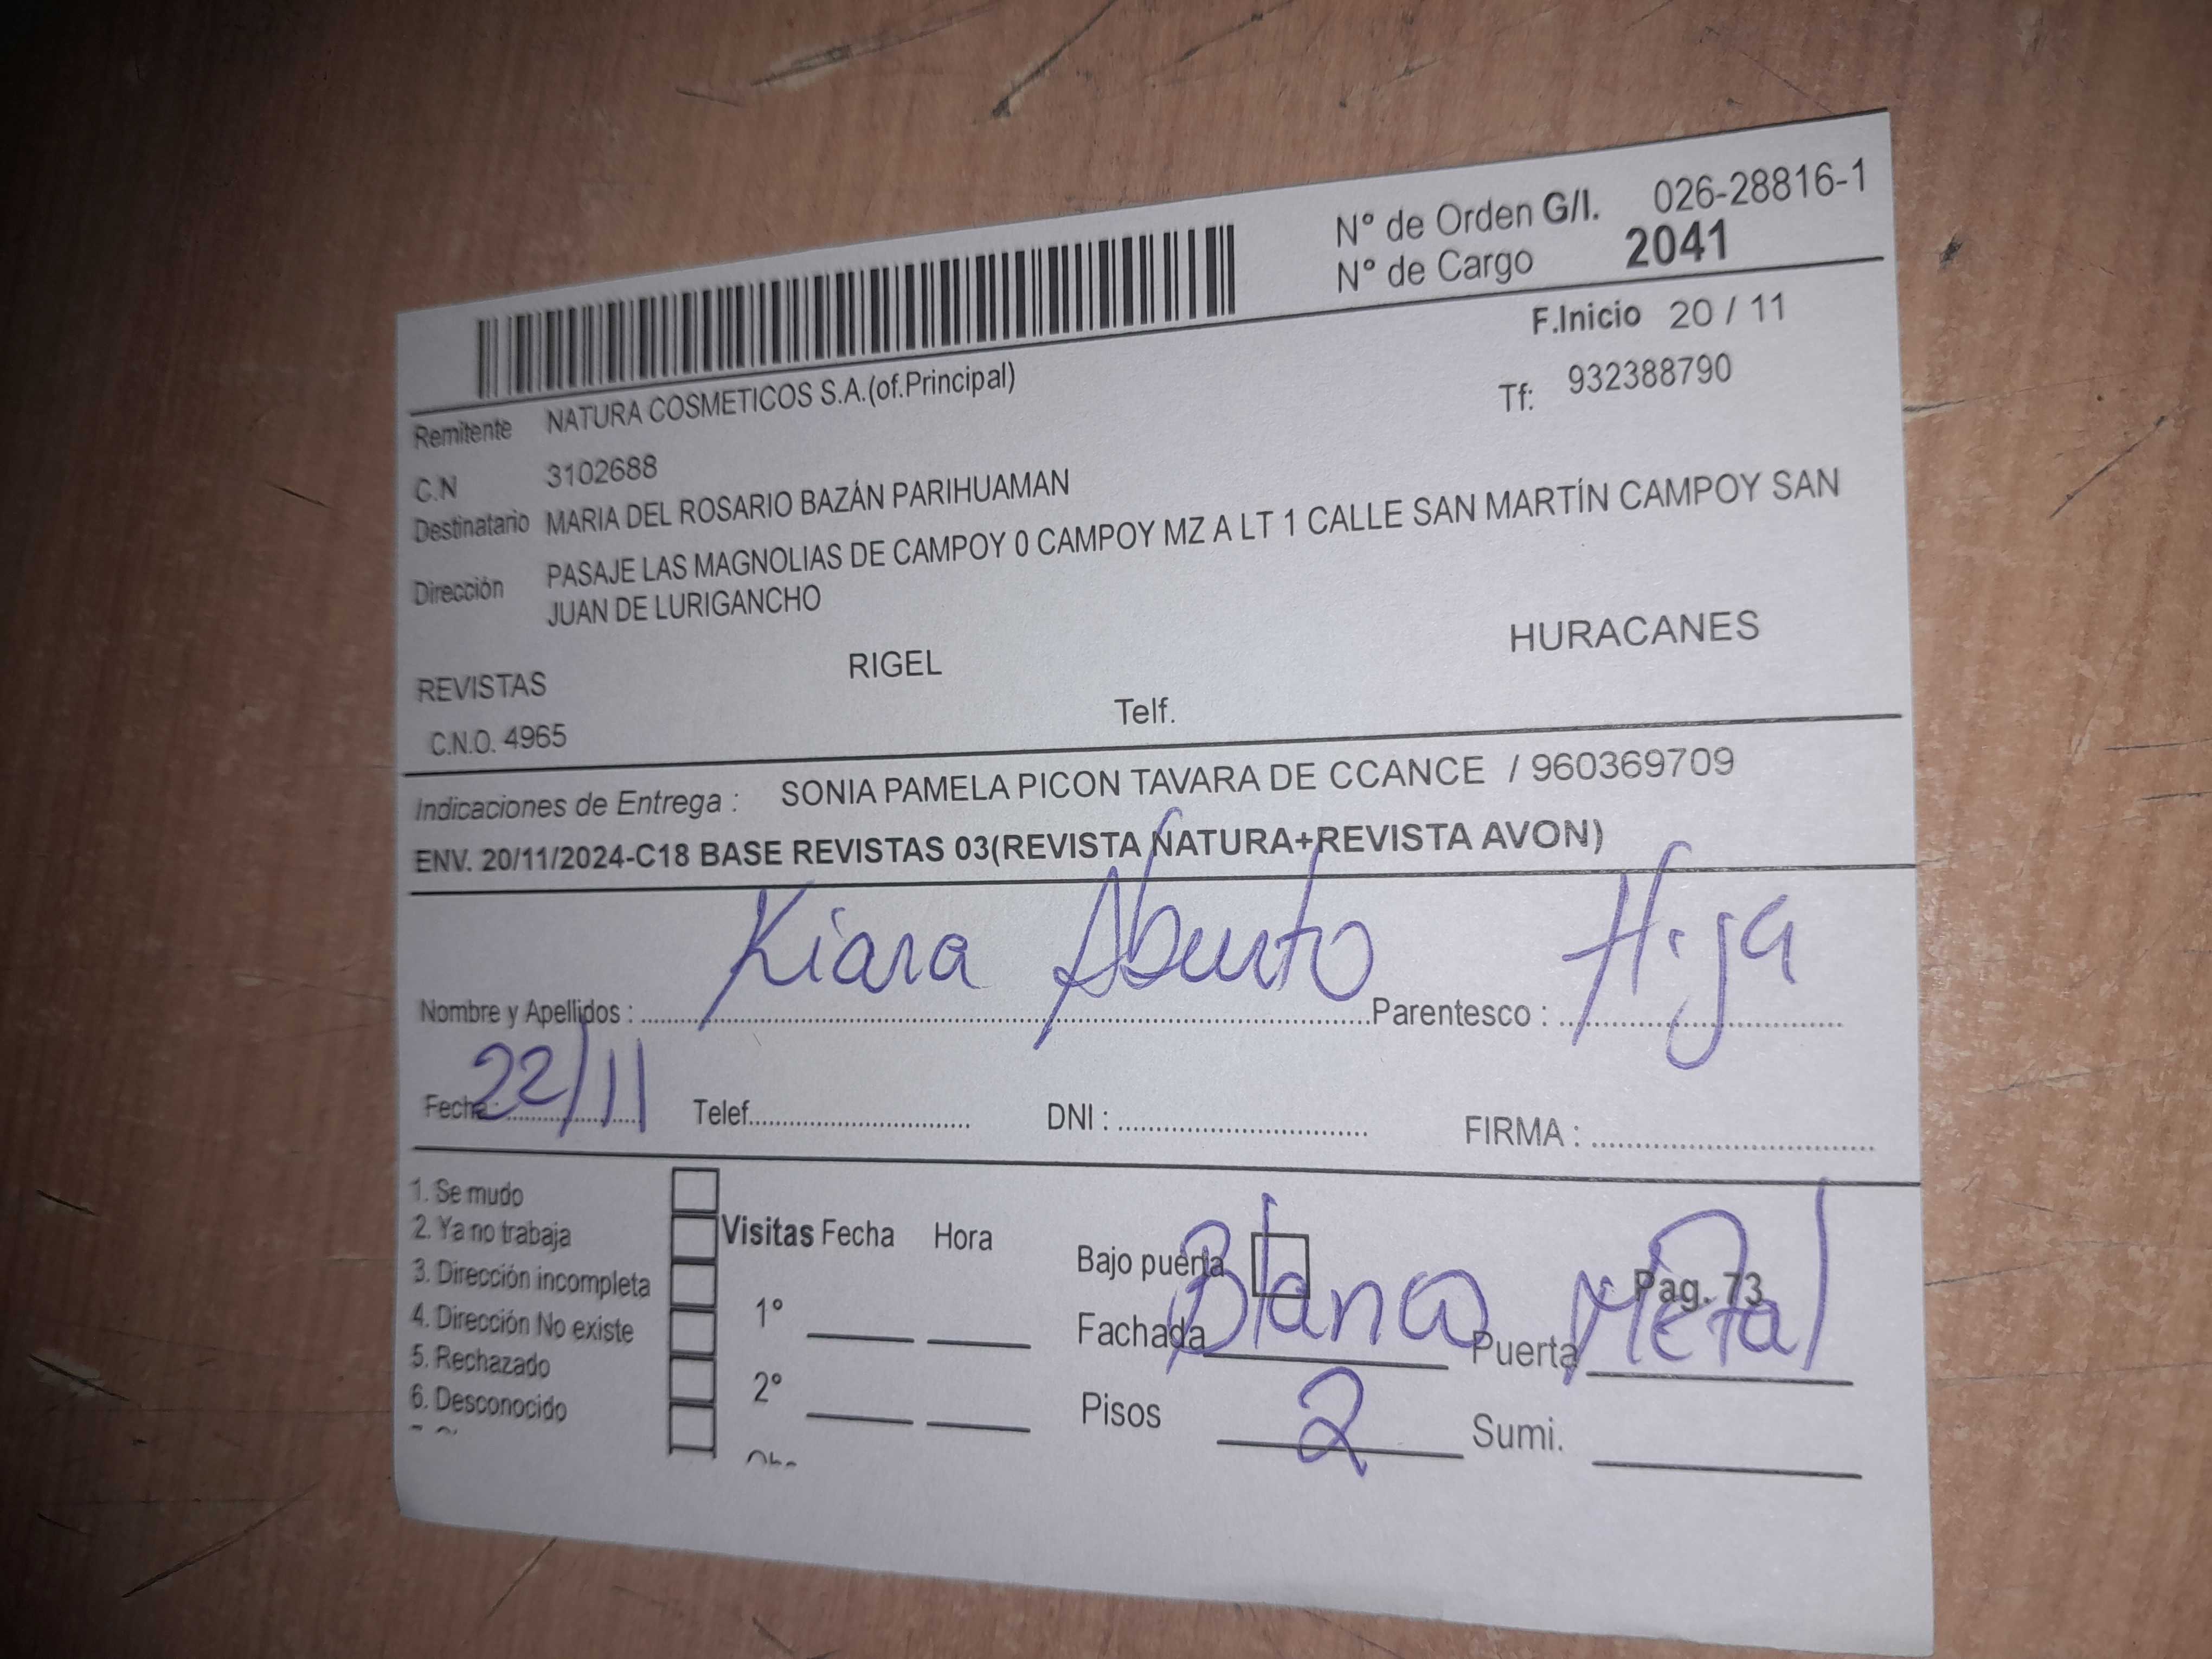 N° de Orden G/I. 026-28816-1
N° de Cargo 2041
F.Inicio 20 / 11
Remitente NATURA COSMETICOS S.A.(of.Principal)
Tf: 932388790
C.N 3102688
Destinatario MARIA DEL ROSARIO BAZÁN PARIHUAMAN
Dirección PASAJE LAS MAGNOLIAS DE CAMPOY 0 CAMPOY MZ A LT 1 CALLE SAN MARTÍN CAMPOY SAN
JUAN DE LURIGANCHO
REVISTAS RIGEL HURACANES
C.N.O. 4965 Telf.
Indicaciones de Entrega : SONIA PAMELA PICON TAVARA DE CCANCE / 960369709
ENV. 20/11/2024-C18 BASE REVISTAS 03(REVISTA NATURA+REVISTA AVON)
Nombre y Apellidos : Kiara Parentesco : Hija
Fecha: 22/11 Telef. DNI : FIRMA :
1. Se mudo
2. Ya no trabaja
3. Dirección incompleta
4. Dirección No existe
5. Rechazado
6. Desconocido
Visitas Fecha Hora
1°
2°
Bajo puerta
Pag. 73
Fachada Blanco Puerta Metal
Pisos 2 Sumi.